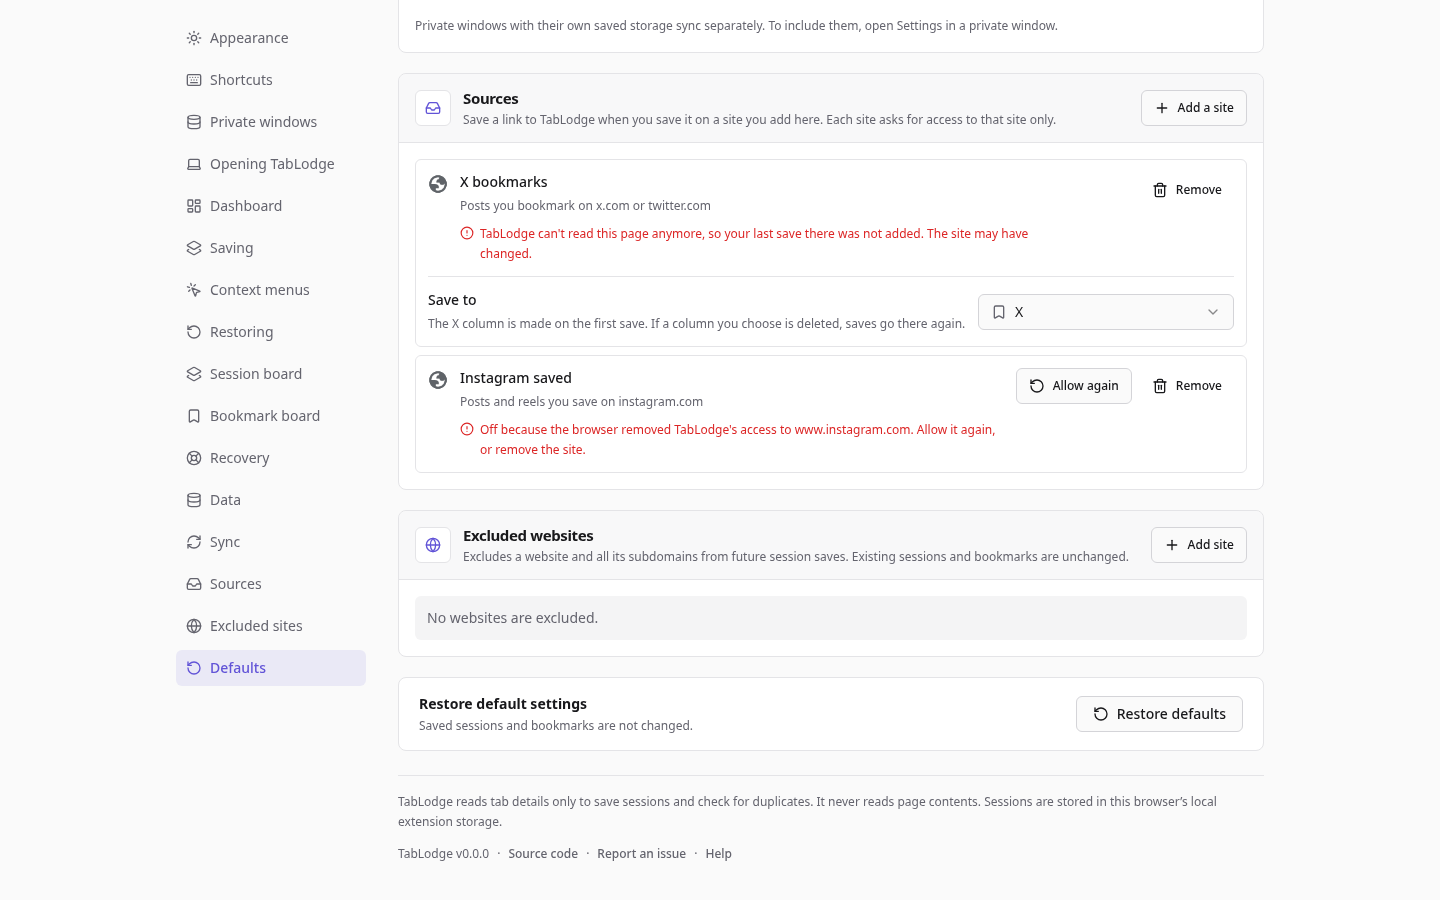 Appearance
Shortcuts
Private windows
Opening TabLodge
Dashboard
Saving
Context menus
Restoring
Session board
Bookmark board
Recovery
Data
Sync
Sources
Excluded sites
Defaults
Private windows with their own saved storage sync separately. To include them, open Settings in a private window.
Sources
Save a link to TabLodge when you save it on a site you add here. Each site asks for access to that site only.
Add a site
X bookmarks
Posts you bookmark on x.com or twitter.com
TabLodge can't read this page anymore, so your last save there was not added. The site may have
changed.
Remove
Save to
The X column is made on the first save. If a column you choose is deleted, saves go there again.
X
Instagram saved
Posts and reels you save on instagram.com
Off because the browser removed TabLodge's access to www.instagram.com. Allow it again,
or remove the site.
Allow again
Remove
Excluded websites
Excludes a website and all its subdomains from future session saves. Existing sessions and bookmarks are unchanged.
Add site
No websites are excluded.
Restore default settings
Saved sessions and bookmarks are not changed.
Restore defaults
TabLodge reads tab details only to save sessions and check for duplicates. It never reads page contents. Sessions are stored in this browser’s local
extension storage.
TabLodge v0.0.0 · Source code · Report an issue · Help